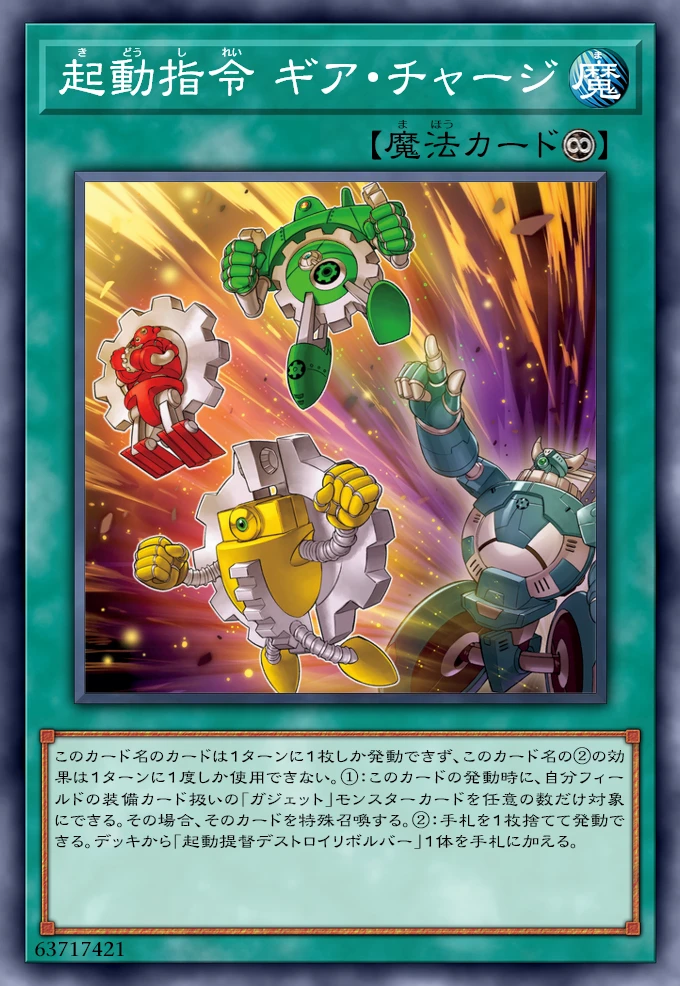 起動指令 ギア・チャージ 魔
【魔法カード∞】
このカード名のカードは1ターンに1枚しか発動できず、このカード名の②の効
果は1ターンに1度しか使用できない。①:このカードの発動時に、自分フィー
ルドの装備カード扱いの「ガジェット」モンスターカードを任意の数だけ対象
にできる。その場合、そのカードを特殊召喚する。②:手札を1枚捨てて発動で
きる。デッキから「起動提督デストロイリボルバー」1体を手札に加える。
63717421